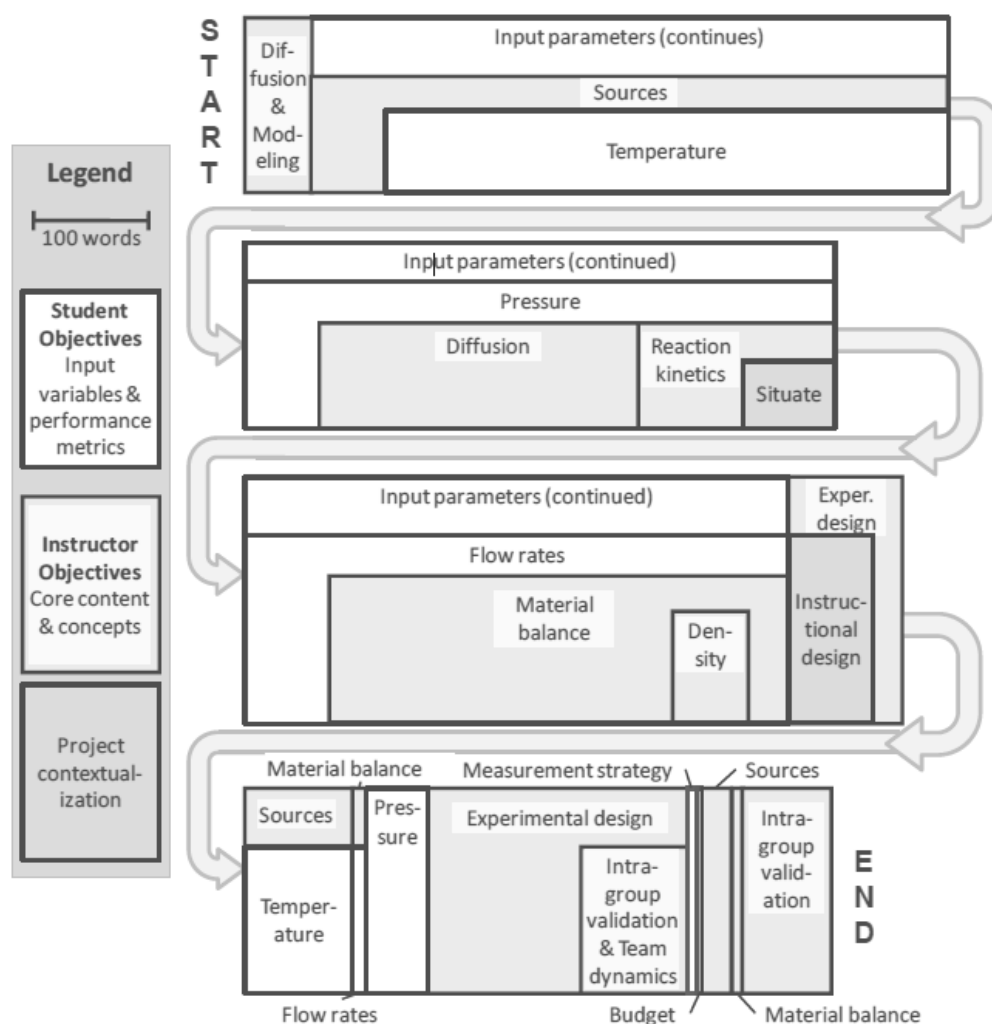 START
Dif-
fusion
&
Mod-
eling
Input parameters (continues)
Sources
Temperature
Legend
100 words
Student
Objectives
Input
variables &
performance
metrics
Instructor
Objectives
Core content
& concepts
Project
contextual-
ization
Input parameters (continued)
Pressure
Diffusion
Reaction
kinetics
Situate
Input parameters (continued)
Exper.
design
Flow rates
Material
balance
Den-
sity
Instruc-
tional
design
Material balance
Measurement strategy
Sources
Sources
Pres-
sure
Experimental design
Intra-
group
valid-
ation
Temper-
ature
Intra-
group
validation
& Team
dynamics
END
Flow rates
Budget
Material balance